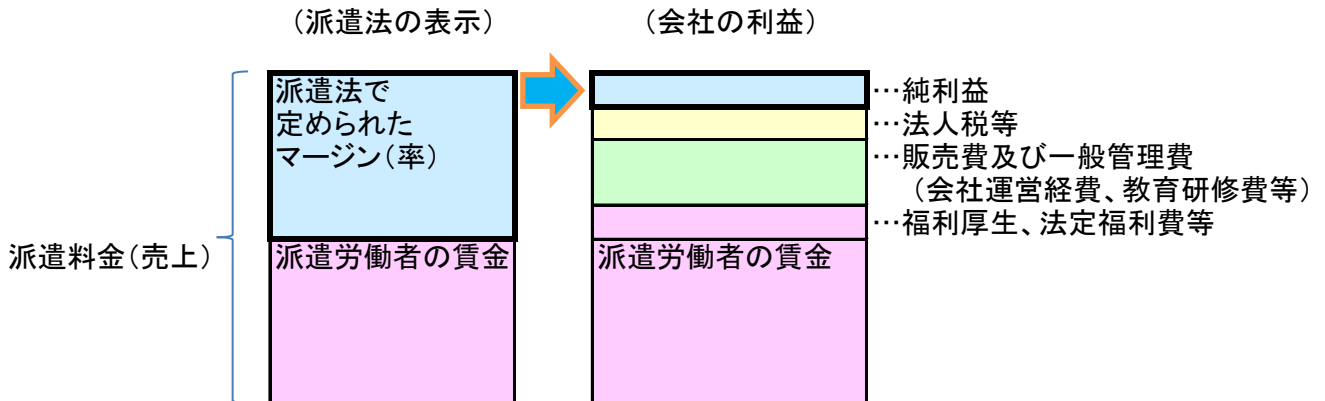 (派遣法の表示)
(会社の利益)
派遣法で
定められた
マージン(率)
…純利益
…法人税等
…販売費及び一般管理費
(会社運営経費、教育研修費等)
…福利厚生、法定福利費等
派遣料金(売上)
派遣労働者の賃金
派遣労働者の賃金